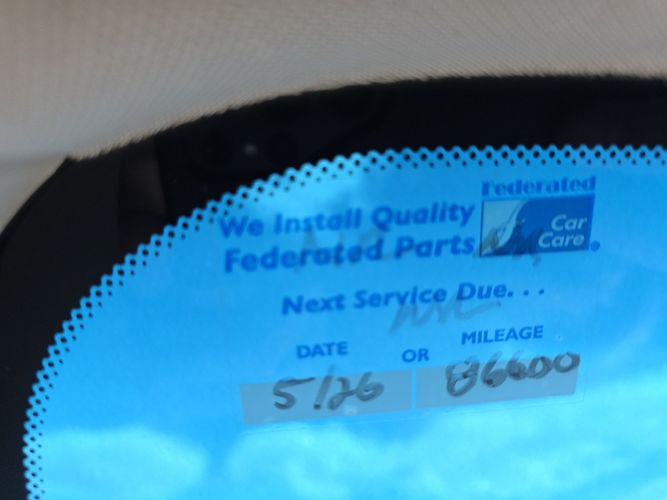 Federated
We Install Quality
Car
Federated Parts
Care
Next Service Due...
DATE OR MILEAGE
5/26 86600